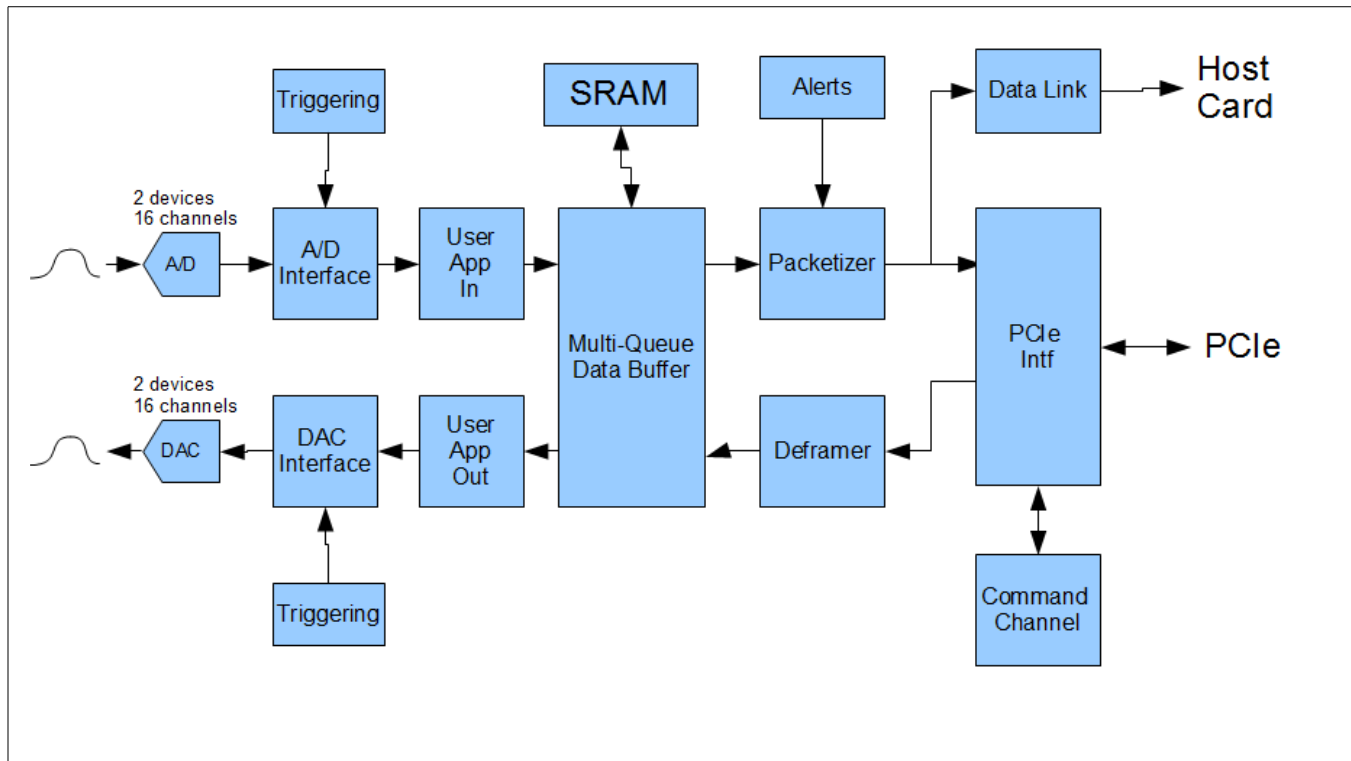 Triggering
SRAM
Alerts
Data Link
Host
Card
2 devices
16 channels
A/D
A/D
Interface
User
App
In
Multi-Queue
Data Buffer
Packetizer
PCIe
Intf
PCIe
2 devices
16 channels
DAC
DAC
Interface
User
App
Out
Deframer
Triggering
Command
Channel